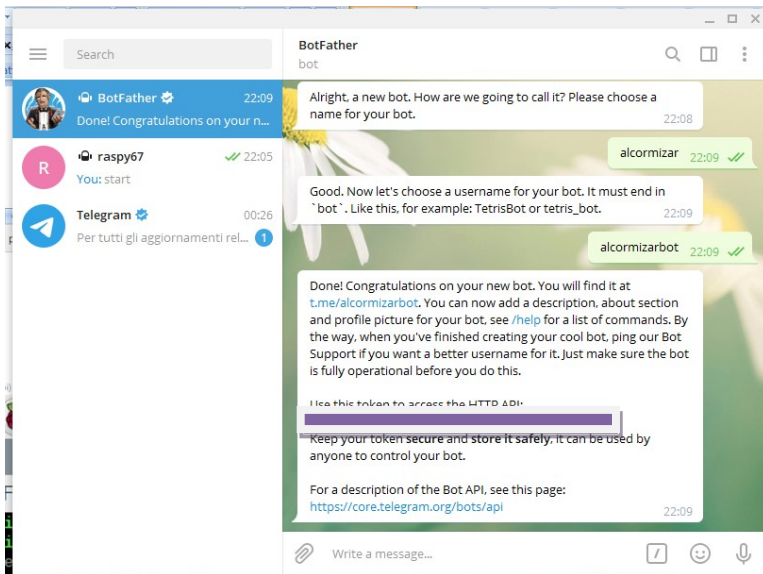 Search
BotFather
22:09
Done! Congratulations on your n...
R
raspy67
22:05
You: start
Telegram
00:26
Per tutti gli aggiornamenti rel...
1
BotFather
bot
Alright, a new bot. How are we going to call it? Please choose a
name for your bot.
22:08
alcormizar
22:09
Good. Now let's choose a username for your bot. It must end in
`bot`. Like this, for example: TetrisBot or tetris_bot.
22:09
alcormizarbot
22:09
Done! Congratulations on your new bot. You will find it at
t.me/alcormizarbot. You can now add a description, about section
and profile picture for your bot, see /help for a list of commands. By
the way, when you've finished creating your cool bot, ping our Bot
Support if you want a better username for it. Just make sure the bot
is fully operational before you do this.
Use this token to access the HTTP API:
Keep your token secure and store it safely, it can be used by
anyone to control your bot.
For a description of the Bot API, see this page:
https://core.telegram.org/bots/api
22:09
Write a message...